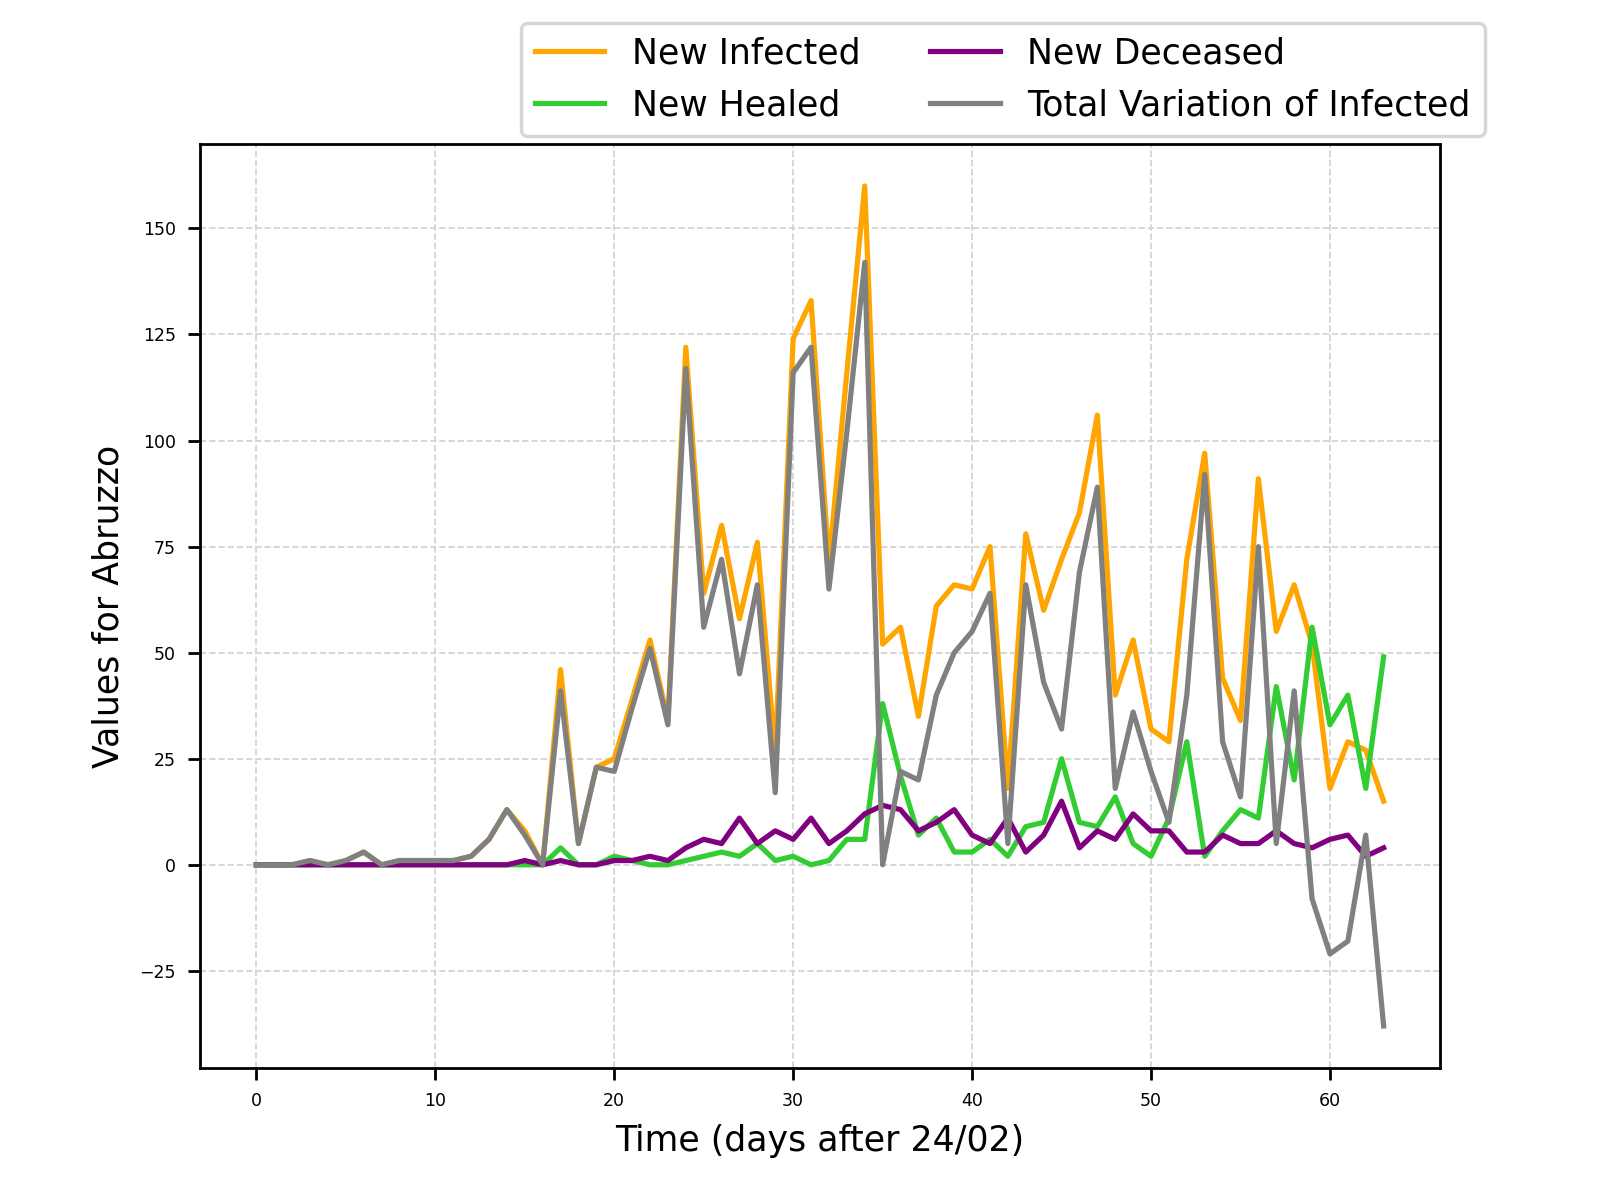 New Infected
New Healed
New Deceased
Total Variation of Infected
150
125
100
75
50
25
0
−25
Values for Abruzzo
0 10 20 30 40 50 60
Time (days after 24/02)